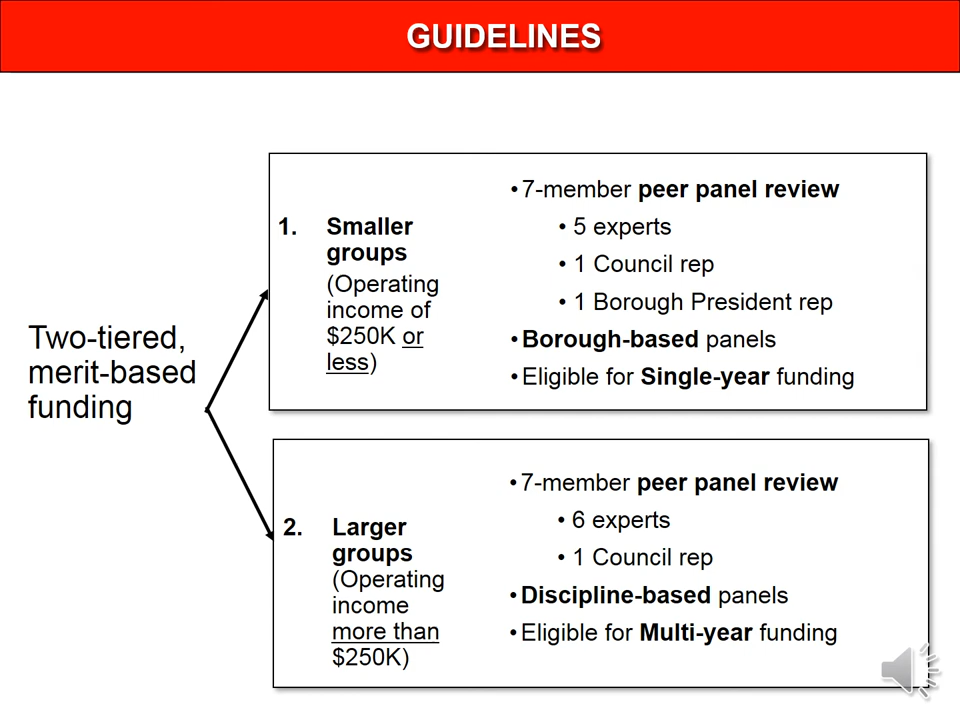 GUIDELINES
Two-tiered,
merit-based
funding
1. Smaller
groups
(Operating
income of
$250K or
less)
•7-member peer panel review
• 5 experts
• 1 Council rep
• 1 Borough President rep
•Borough-based panels
•Eligible for Single-year funding
2. Larger
groups
(Operating
income
more than
$250K)
•7-member peer panel review
• 6 experts
• 1 Council rep
•Discipline-based panels
•Eligible for Multi-year funding